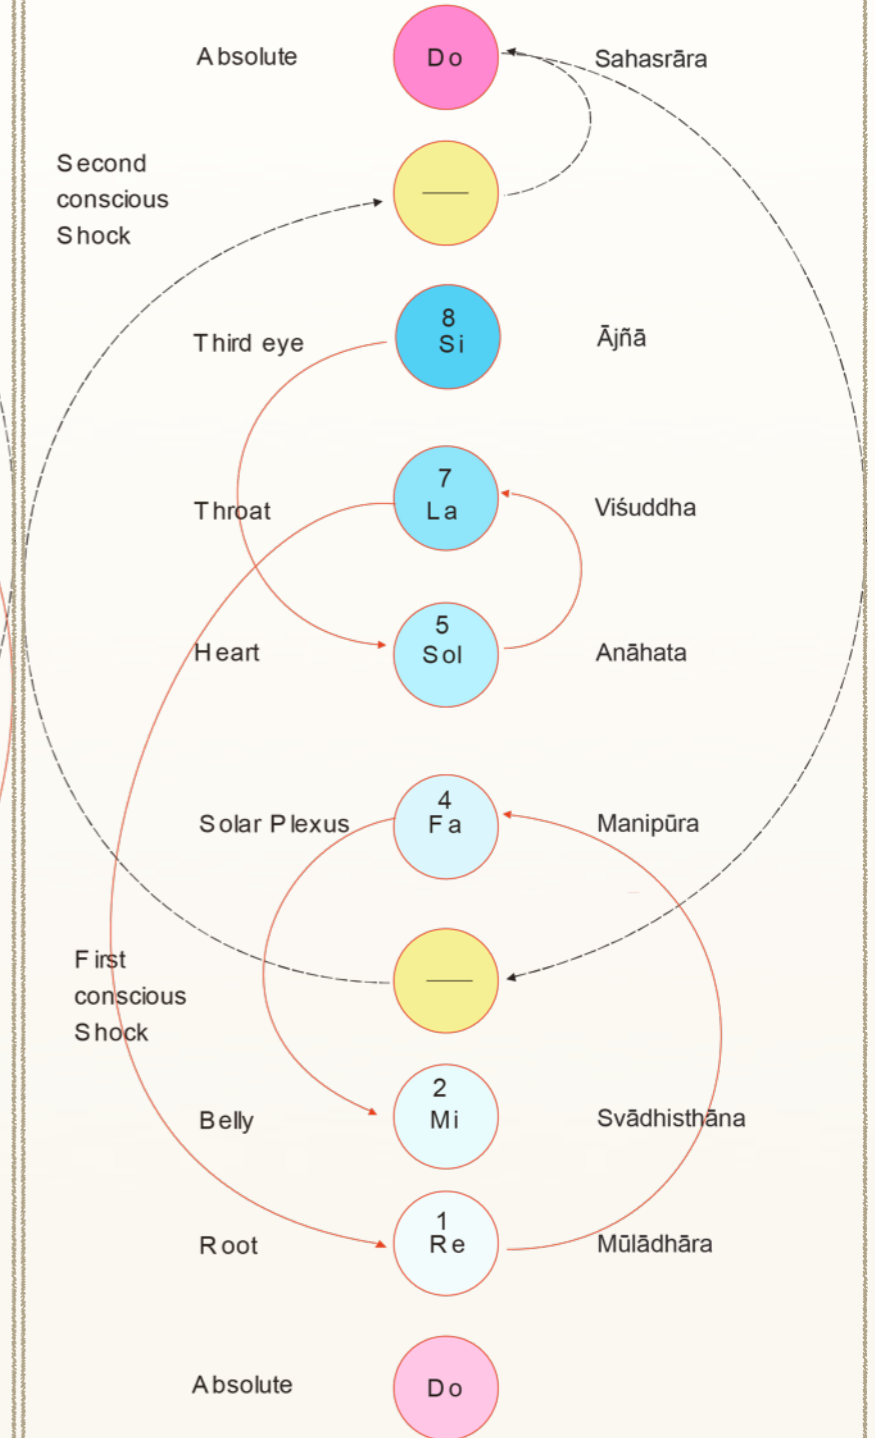 Absolute
Do
Sahasrāra
Second
conscious
Shock
—
8
Third eye
Si
Ājñā
7
Throat
La
Viśuddha
5
Heart
Sol
Anāhata
4
Solar Plexus
Fa
Manipūra
First
conscious
Shock
—
2
Belly
Mi
Svādhisthāna
1
Root
Re
Mūlādhāra
Absolute
Do